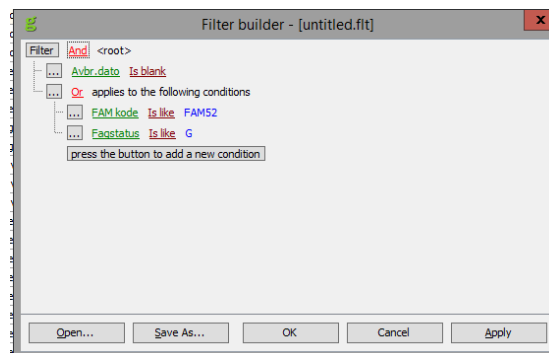 Filter builder - [untitled.flt]
x
Filter And <root>
... Avbr.dato Is blank
... Or applies to the following conditions
... FAM kode Is like FAM52
... Fagstatus Is like G
press the button to add a new condition
Open... Save As... OK Cancel Apply